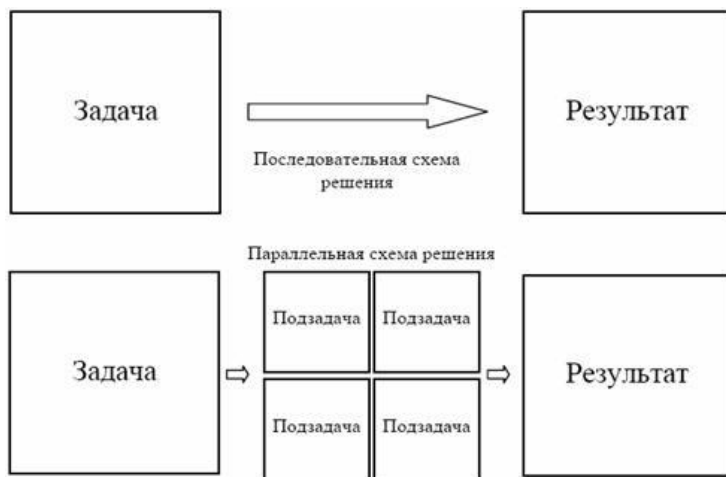 Задача
Результат
Последовательная схема
решения
Параллельная схема решения
Задача
Подзадача Подзадача
Результат
Подзадача Подзадача